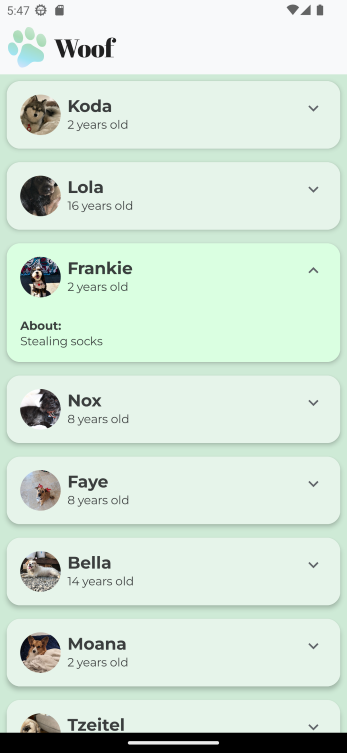 5:47
Woof
Koda
2 years old
Lola
16 years old
Frankie
2 years old
About:
Stealing socks
Nox
8 years old
Faye
8 years old
Bella
14 years old
Moana
2 years old
Tzeitel